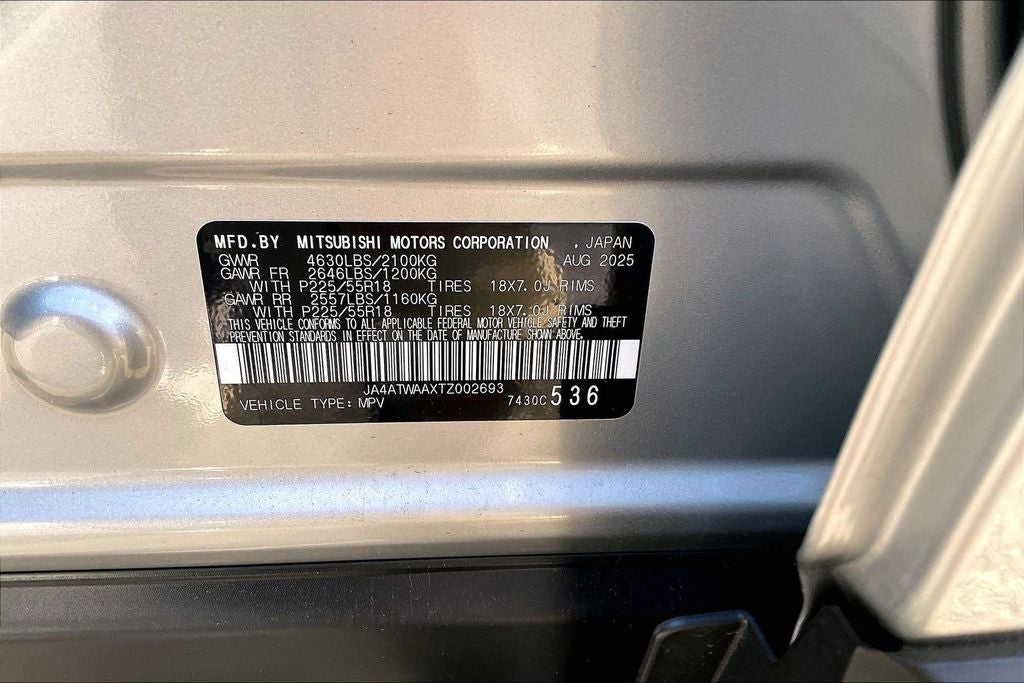 MFD.BY MITSUBISHI MOTORS CORPORATION , JAPAN
GVWR 4630LBS/2100KG AUG 2025
GAWR FR 2646LBS/1200KG
WITH P225/55R18 TIRES 18X7.0J RIMS
GAWR RR 2557LBS/1160KG
WITH P225/55R18 TIRES 18X7.0J RIMS
THIS VEHICLE CONFORMS TO ALL APPLICABLE FEDERAL MOTOR VEHICLE SAFETY AND THEFT
PREVENTION STANDARDS IN EFFECT ON THE DATE OF MANUFACTURE SHOWN ABOVE.
JA4ATWAAXTZ002693
VEHICLE TYPE: MPV 7430C 536